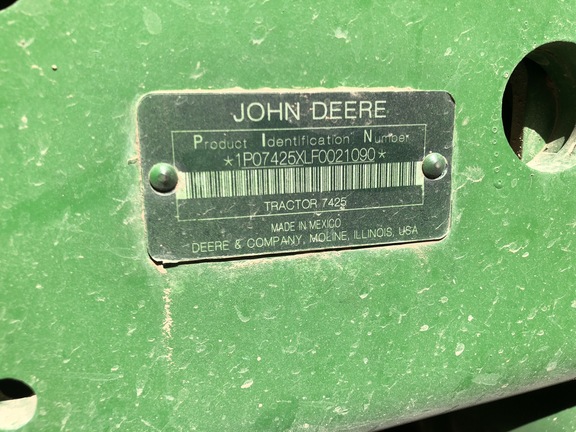 JOHN DEERE
Product Identification Number
*1P07425XLF0021090*
TRACTOR 7425
MADE IN MEXICO
DEERE & COMPANY, MOLINE, ILLINOIS, USA